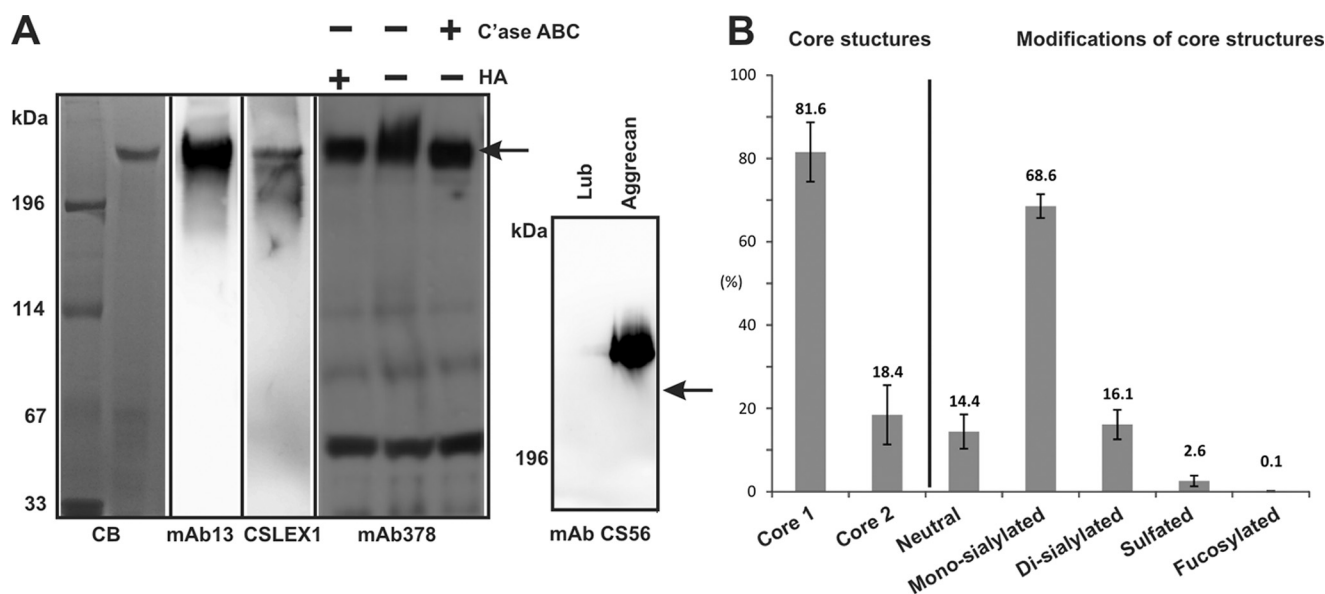 A
− − + C'ase ABC
+ − − HA
kDa
196
114
67
33
CB mAb13 CSLEX1 mAb378
Lub Aggrecan
kDa
196
mAb CS56
B
Core stuctures Modifications of core structures
100
80
60
(%)
40
20
0
81.6
18.4
14.4
68.6
16.1
2.6
0.1
Core 1
Core 2
Neutral
Mono-sialylated
Di-sialylated
Sulfated
Fucosylated